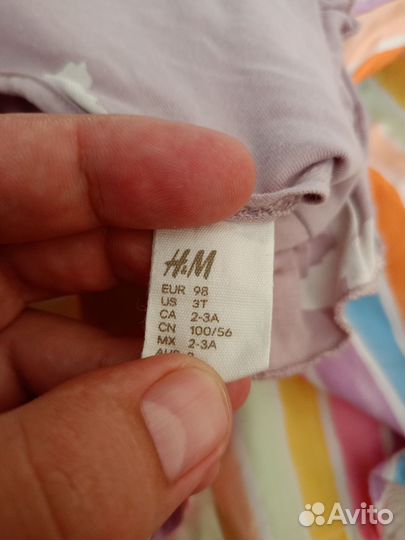 H&M
EUR 98
US 3T
CA 2-3A
CN 100/56
MX 2-3A
Avito